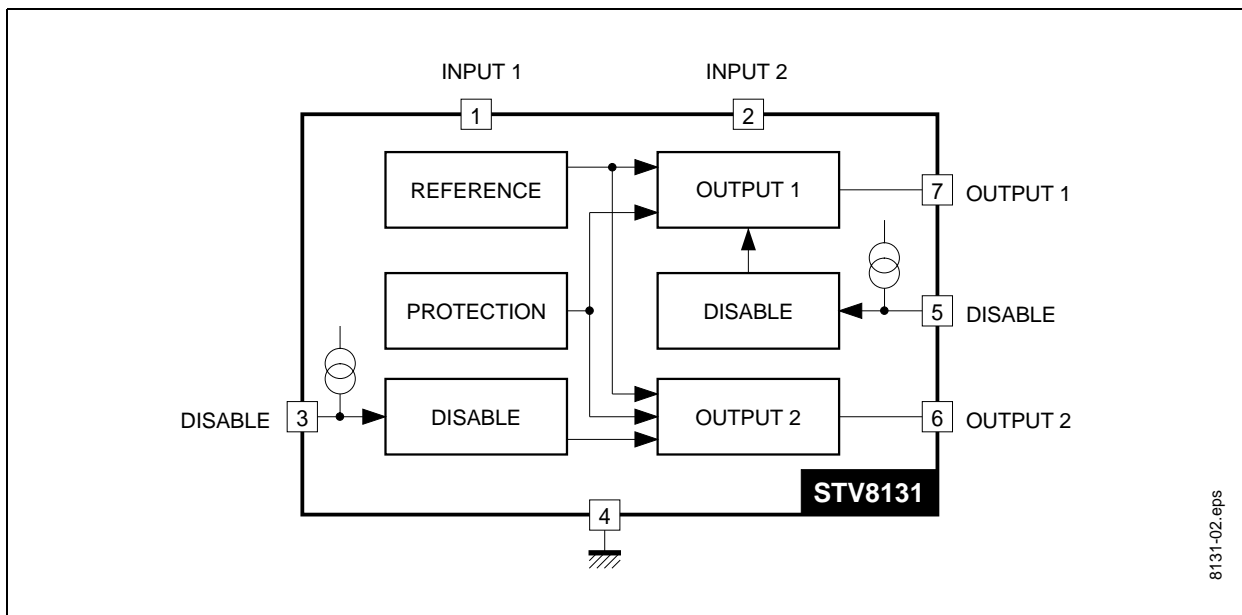 INPUT 1
INPUT 2
1
2
REFERENCE
OUTPUT 1
7
OUTPUT 1
PROTECTION
DISABLE
5
DISABLE
DISABLE
3
DISABLE
OUTPUT 2
6
OUTPUT 2
STV8131
4
8131-02.eps